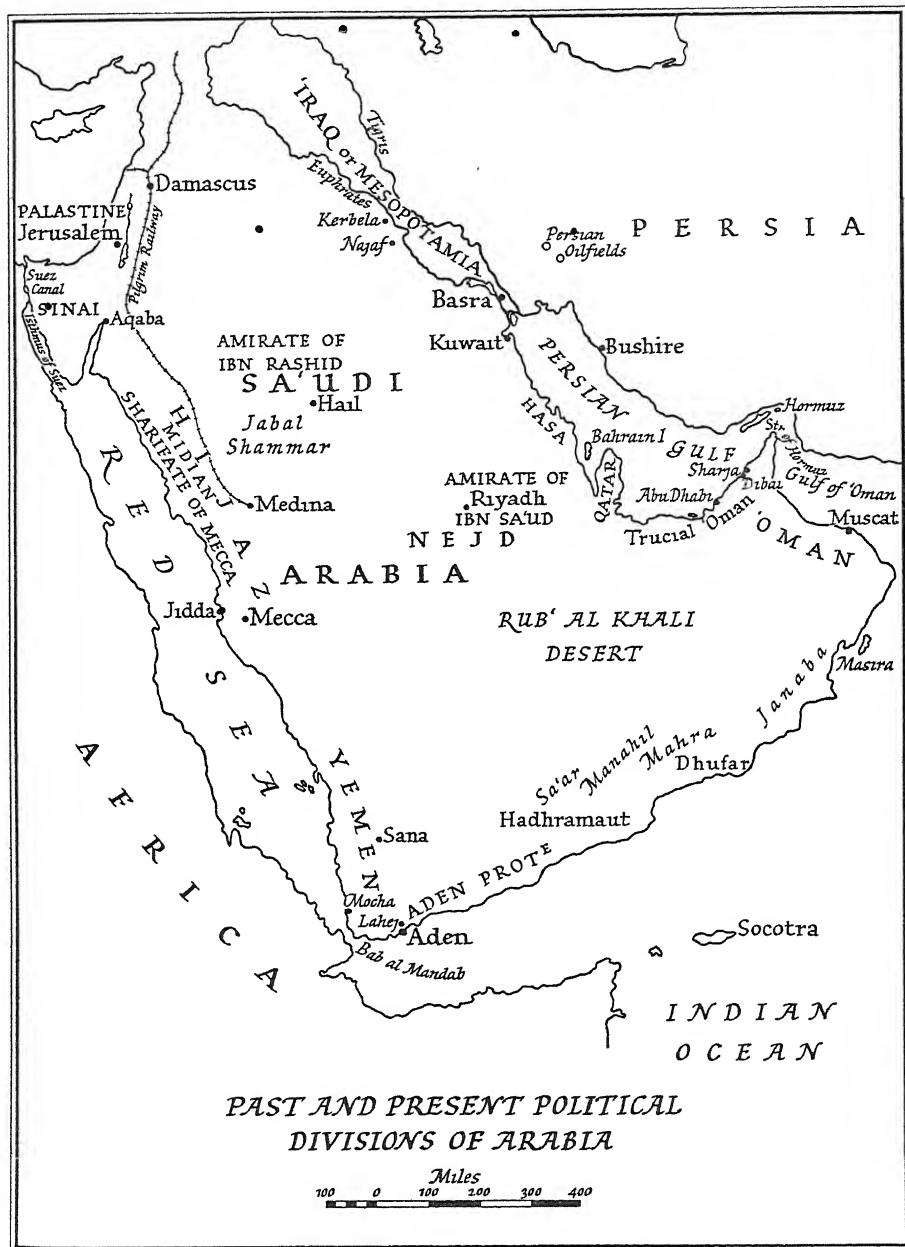 Damascus
PALASTINE
Jerusalem
Pilgrim Railway
Suez
Canal
SINAI
Isthmus of Suez
Aqaba
'IRAQ or MESOPOTAMIA
Tigris
Euphrates
Kerbela
Najaf
PERSIA
Persian
Oilfields
Basra
Kuwait
Bushire
PERSIAN
GULF
HASA
Bahrain I
QATAR
Hormuz
Str. of Hormuz
Gulf of 'Oman
Sharja
Dibai
Abu Dhabi
Trucial 'Oman
'OMAN
Muscat
AMIRATE OF
IBN RASHID
SA'UDI
Hail
Jabal
Shammar
HIJAZ
MIDIAN
SHARIFATE OF MECCA
Medina
AMIRATE OF
Riyadh
IBN SA'UD
NEJD
ARABIA
Jidda
Mecca
RUB' AL KHALI
DESERT
Masira
Janaba
Mahra
Manahil
Sa'ar
Dhufar
Hadhramaut
RED SEA
AFRICA
YEMEN
Sana
Mocha
Lahej
ADEN PROTE
Aden
Bab al Mandab
Socotra
INDIAN
OCEAN
PAST AND PRESENT POLITICAL
DIVISIONS OF ARABIA
Miles
100 0 100 200 300 400